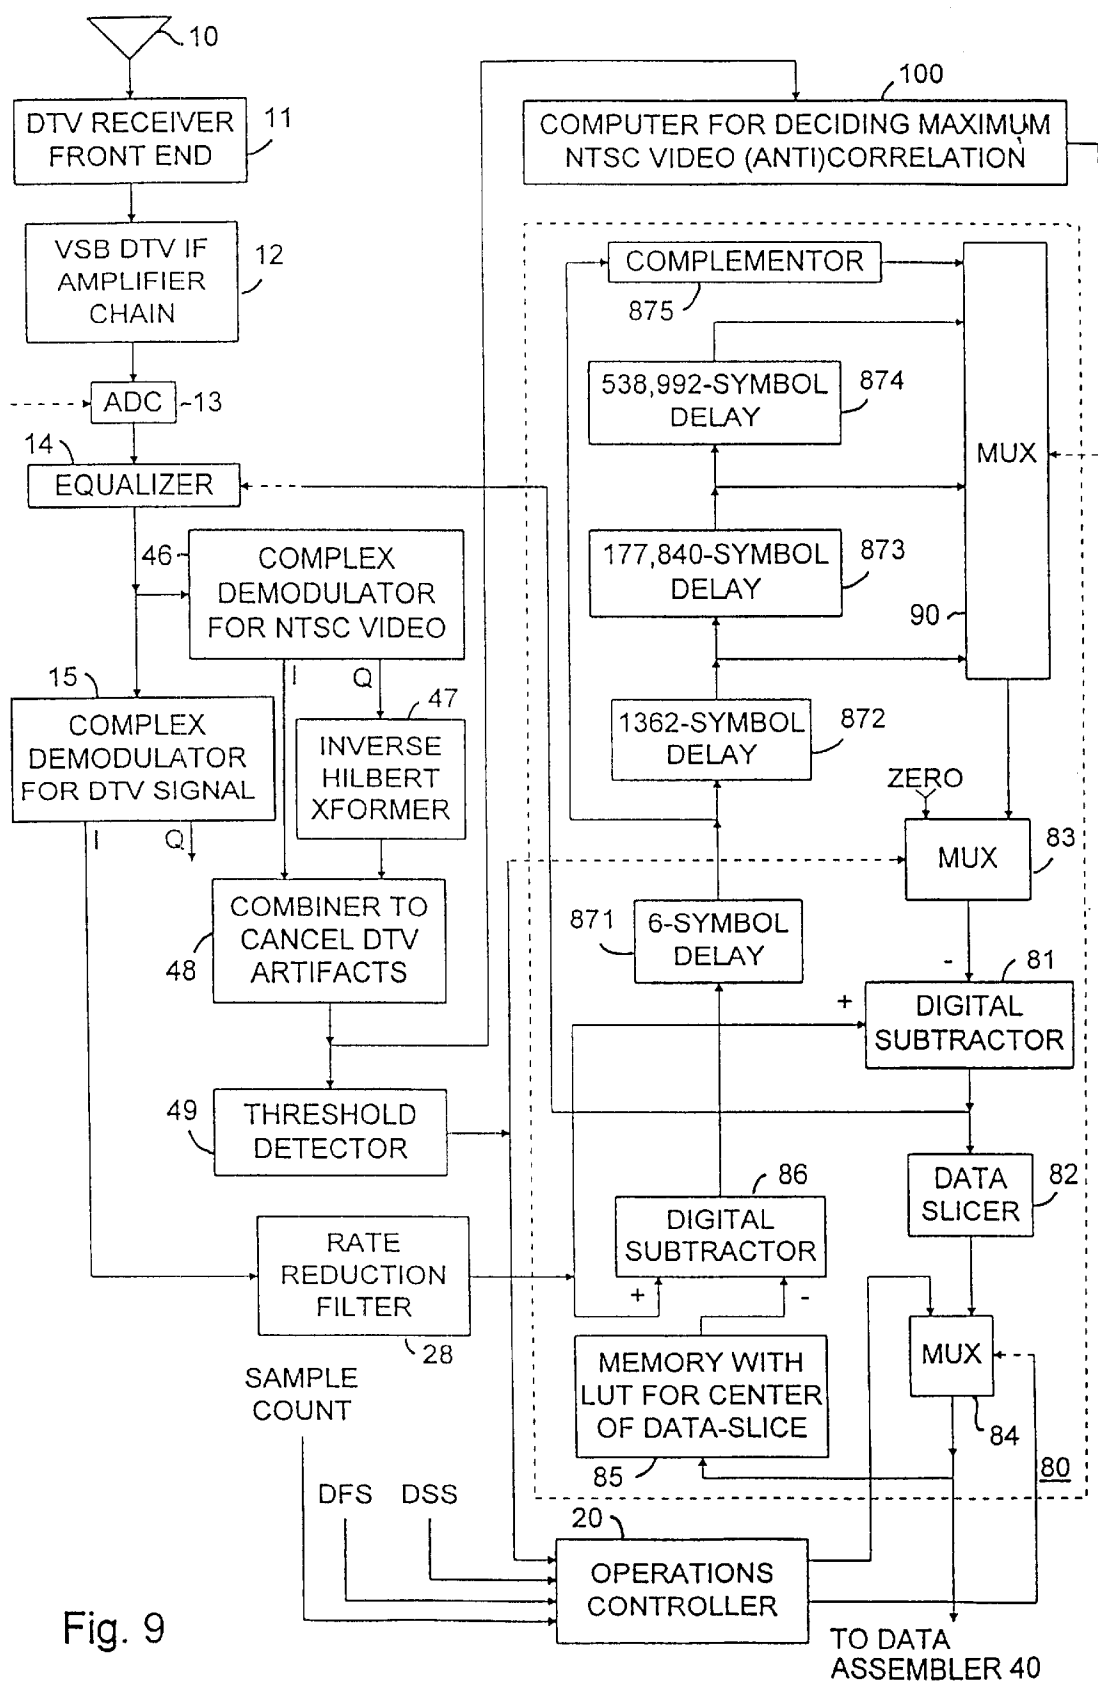 10
DTV RECEIVER
FRONT END
11
VSB DTV IF
AMPLIFIER
CHAIN
12
ADC
13
14
EQUALIZER
46
COMPLEX
DEMODULATOR
FOR NTSC VIDEO
I
Q
15
COMPLEX
DEMODULATOR
FOR DTV SIGNAL
I
Q
47
INVERSE
HILBERT
XFORMER
COMBINER TO
CANCEL DTV
ARTIFACTS
48
49
THRESHOLD
DETECTOR
RATE
REDUCTION
FILTER
28
SAMPLE
COUNT
DFS
DSS
20
OPERATIONS
CONTROLLER
100
COMPUTER FOR DECIDING MAXIMUM
NTSC VIDEO (ANTI)CORRELATION
COMPLEMENTOR
875
538,992-SYMBOL
DELAY
874
MUX
177,840-SYMBOL
DELAY
873
90
1362-SYMBOL
DELAY
872
ZERO
MUX
83
871
6-SYMBOL
DELAY
-
81
+
DIGITAL
SUBTRACTOR
DATA
SLICER
82
86
DIGITAL
SUBTRACTOR
+
-
MEMORY WITH
LUT FOR CENTER
OF DATA-SLICE
85
MUX
84
80
TO DATA
ASSEMBLER 40
Fig. 9